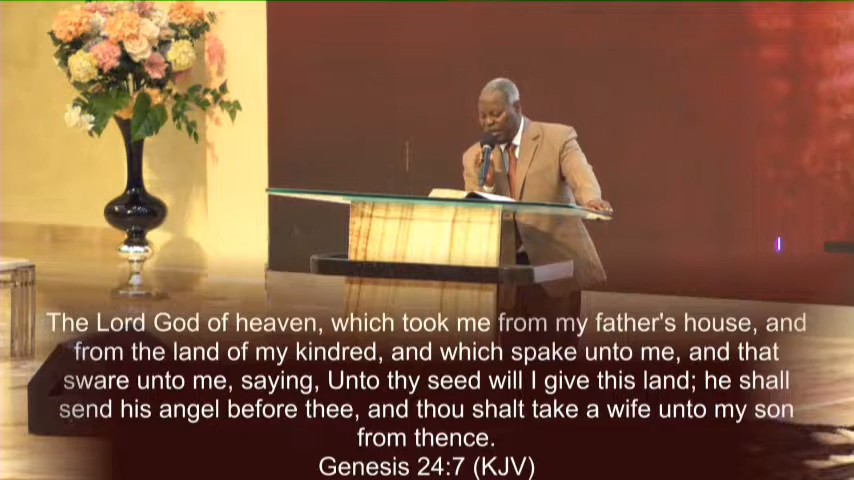 The Lord God of heaven, which took me from my father's house, and
from the land of my kindred, and which spake unto me, and that
sware unto me, saying, Unto thy seed will I give this land; he shall
send his angel before thee, and thou shalt take a wife unto my son
from thence.
Genesis 24:7 (KJV)